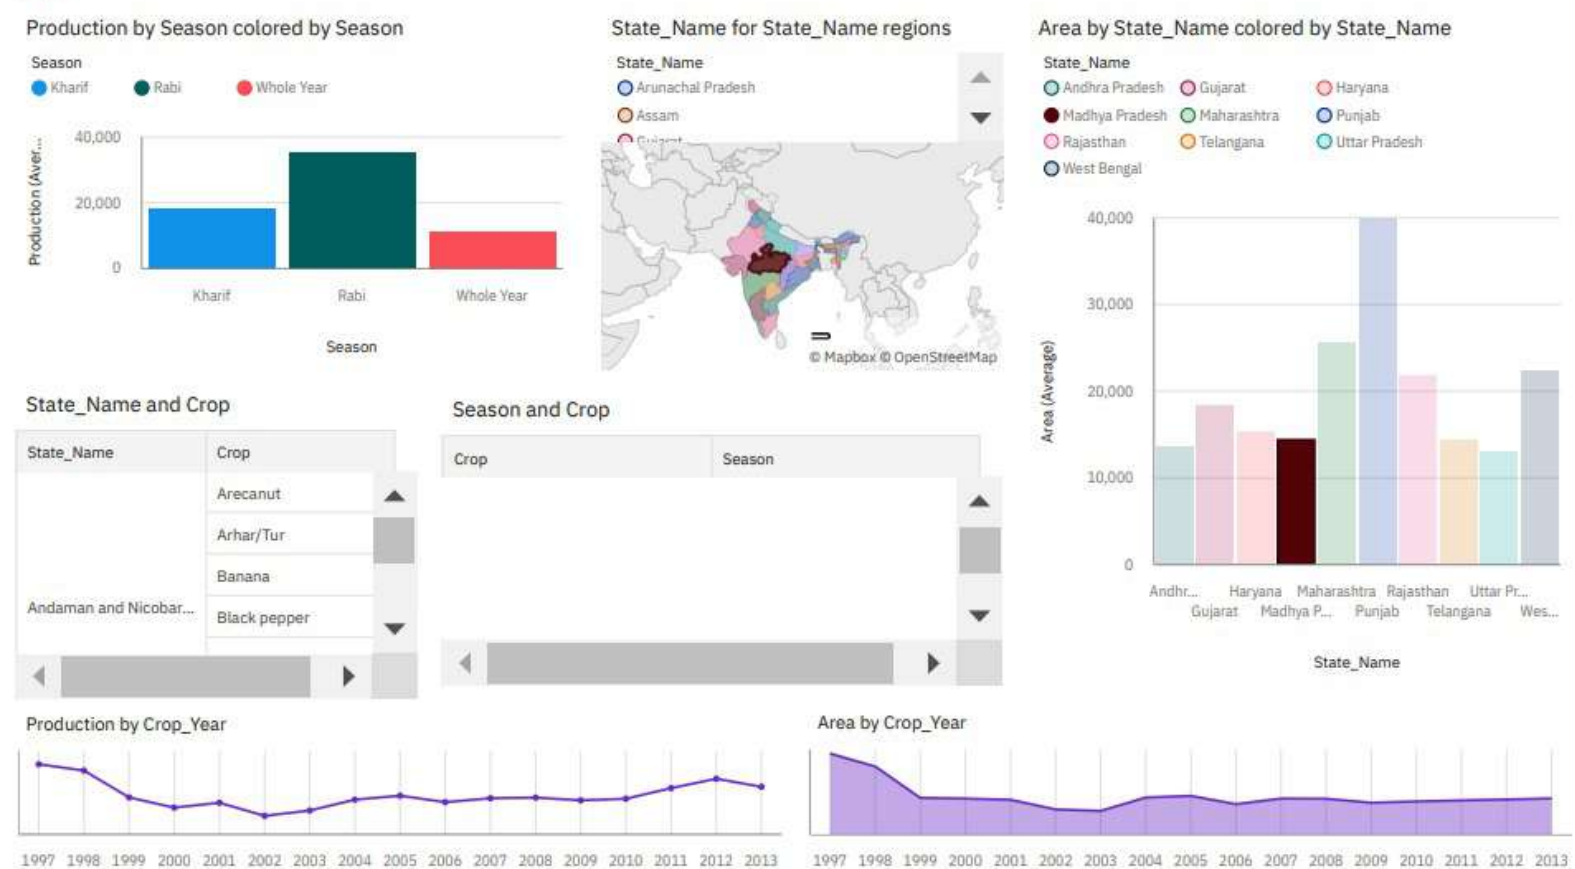 Production by Season colored by Season
Season
Kharif Rabi Whole Year
Production (Aver...
40,000
20,000
0
Kharif Rabi Whole Year
Season
State_Name for State_Name regions
State_Name
Arunachal Pradesh
Assam
Gujarat
© Mapbox © OpenStreetMap
Area by State_Name colored by State_Name
State_Name
Andhra Pradesh Gujarat Haryana
Madhya Pradesh Maharashtra Punjab
Rajasthan Telangana Uttar Pradesh
West Bengal
Area (Average)
40,000
30,000
20,000
10,000
0
Andhr... Haryana Maharashtra Rajasthan Uttar Pr...
Gujarat Madhya P... Punjab Telangana Wes...
State_Name
State_Name and Crop
State_Name Crop
Arecanut
Arhar/Tur
Banana
Andaman and Nicobar...
Black pepper
Season and Crop
Crop Season
Production by Crop_Year
1997 1998 1999 2000 2001 2002 2003 2004 2005 2006 2007 2008 2009 2010 2011 2012 2013
Area by Crop_Year
1997 1998 1999 2000 2001 2002 2003 2004 2005 2006 2007 2008 2009 2010 2011 2012 2013